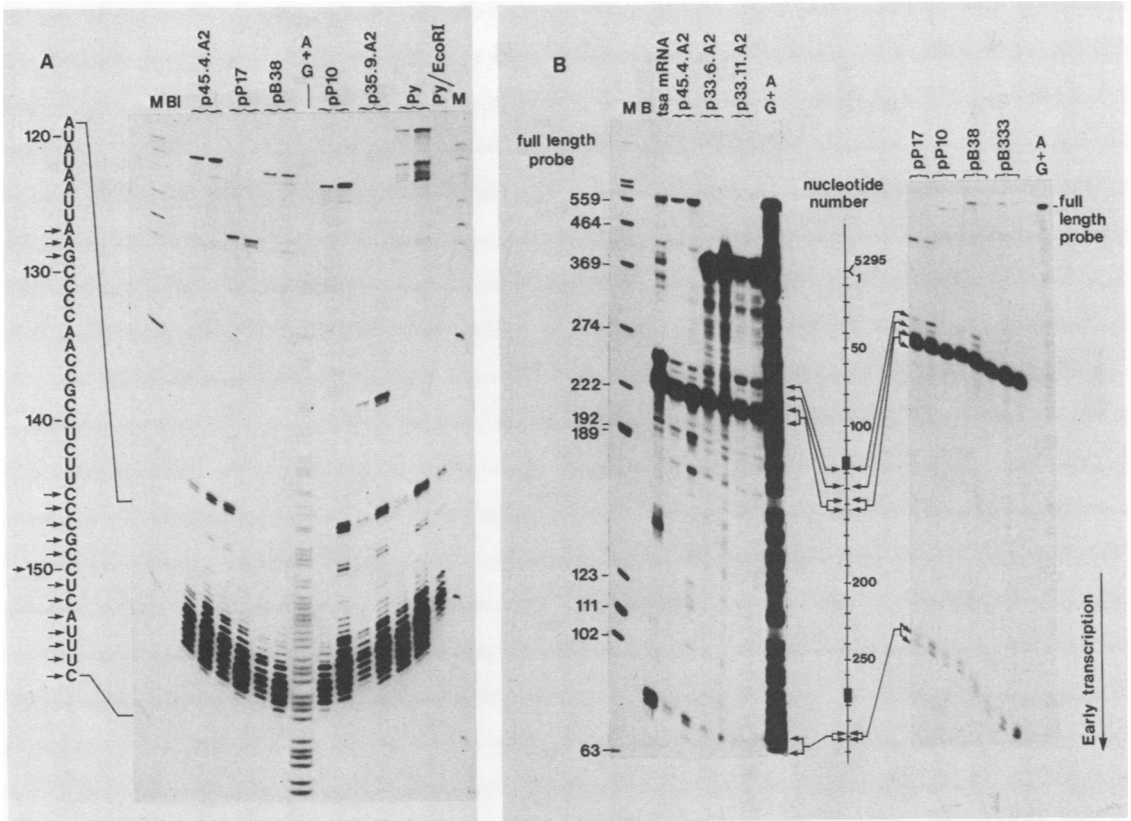 A
MBl
p45.4.A2
pP17
pB38
A+G
pP10
p35.9.A2
Py
Py/EcoRI
M
A
120-U
A
U
A
A
U
U
A
A
G
130-C
C
C
C
A
A
C
C
G
C
140-C
U
C
U
U
C
C
C
G
C
150-C
U
C
A
U
U
U
C
B
M B
tsa mRNA
p45.4.A2
p33.6.A2
p33.11.A2
A+G
full length
probe
559
464
369
274
222
192
189
123
111
102
63
nucleotide
number
5295
1
50
100
200
250
pP17
pP10
pB38
pB333
A+G
full
length
probe
Early transcription